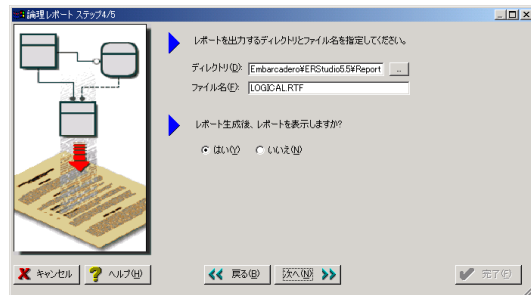 論理レポート ステップ4/5
レポートを出力するディレクトリとファイル名を指定してください。
ディレクトリ(D): Embarcadero¥ERStudio5.5¥Report ..
ファイル名(F): LOGICAL.RTF
レポート生成後、レポートを表示しますか?
はい(Y) いいえ(N)
キャンセル ヘルプ(H) 戻る(B) 次へ(N) 完了(F)